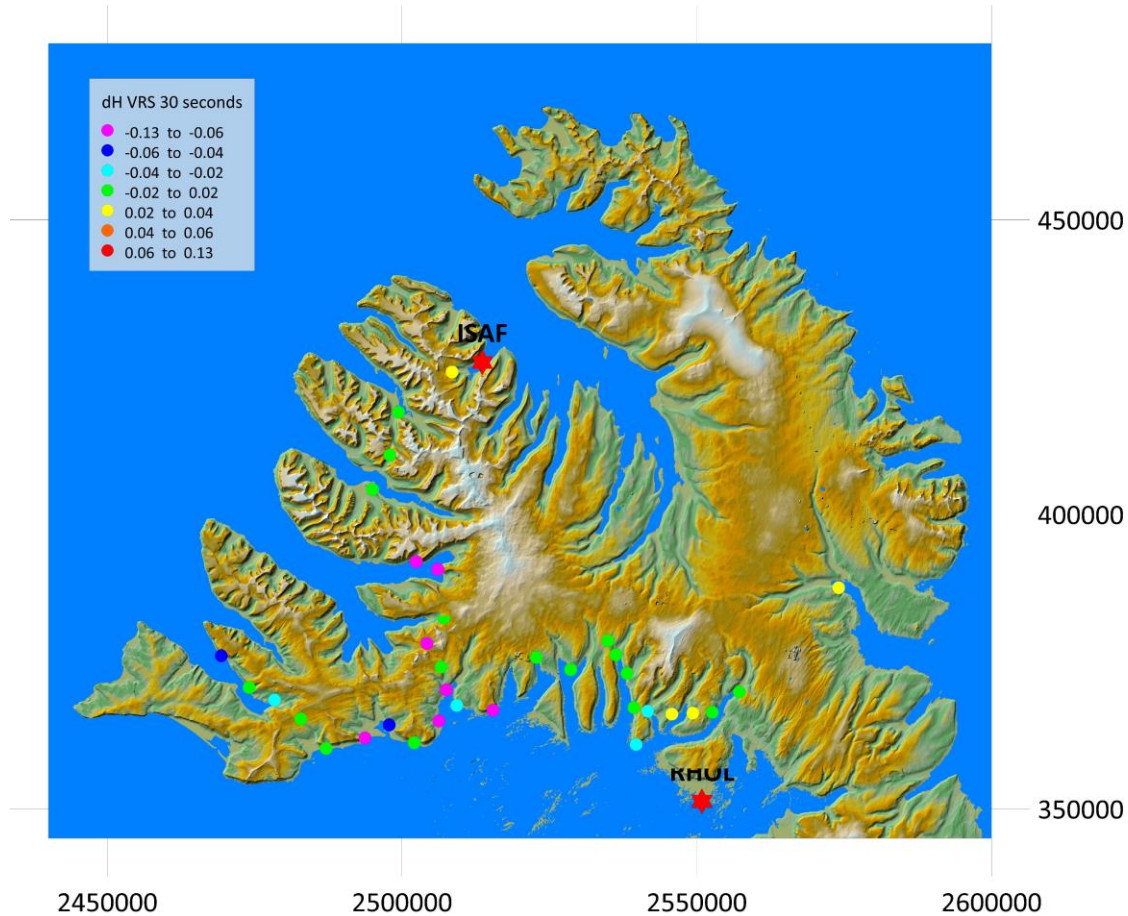 dH VRS 30 seconds
-0.13 to -0.06
-0.06 to -0.04
-0.04 to -0.02
-0.02 to 0.02
0.02 to 0.04
0.04 to 0.06
0.06 to 0.13
450000
ISAF
400000
RHOL
350000
2450000
2500000
2550000
2600000